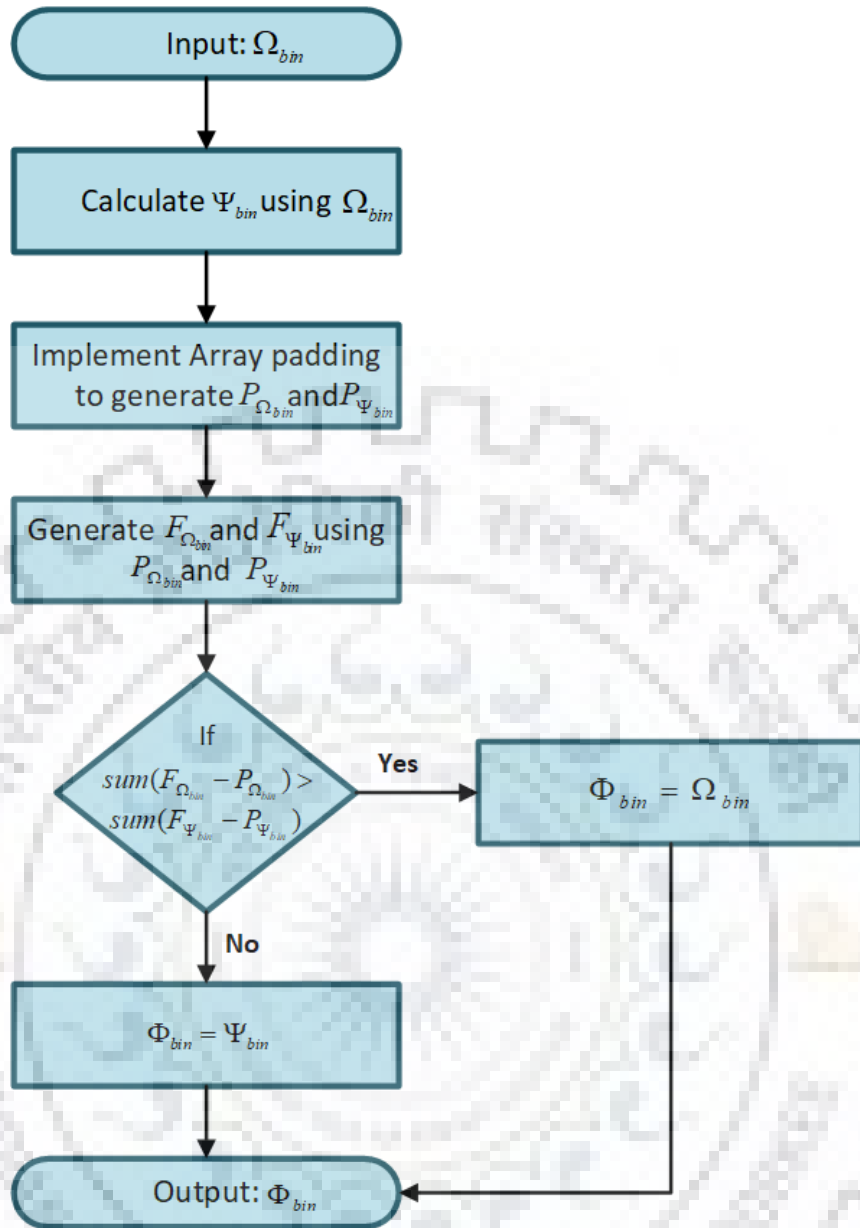 Input: Ω_bin
Calculate Ψ_bin using Ω_bin
Implement Array padding
to generate P_Ω_bin and P_Ψ_bin
Generate F_Ω_bin and F_Ψ_bin using
P_Ω_bin and P_Ψ_bin
If
sum(F_Ω_bin − P_Ω_bin) >
sum(F_Ψ_bin − P_Ψ_bin)
Yes
Φ_bin = Ω_bin
No
Φ_bin = Ψ_bin
Output: Φ_bin